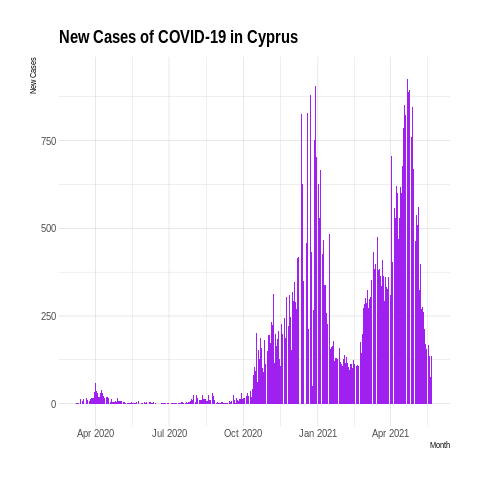 New Cases of COVID-19 in Cyprus
New Cases
750
500
250
0
Apr 2020 Jul 2020 Oct 2020 Jan 2021 Apr 2021
Month